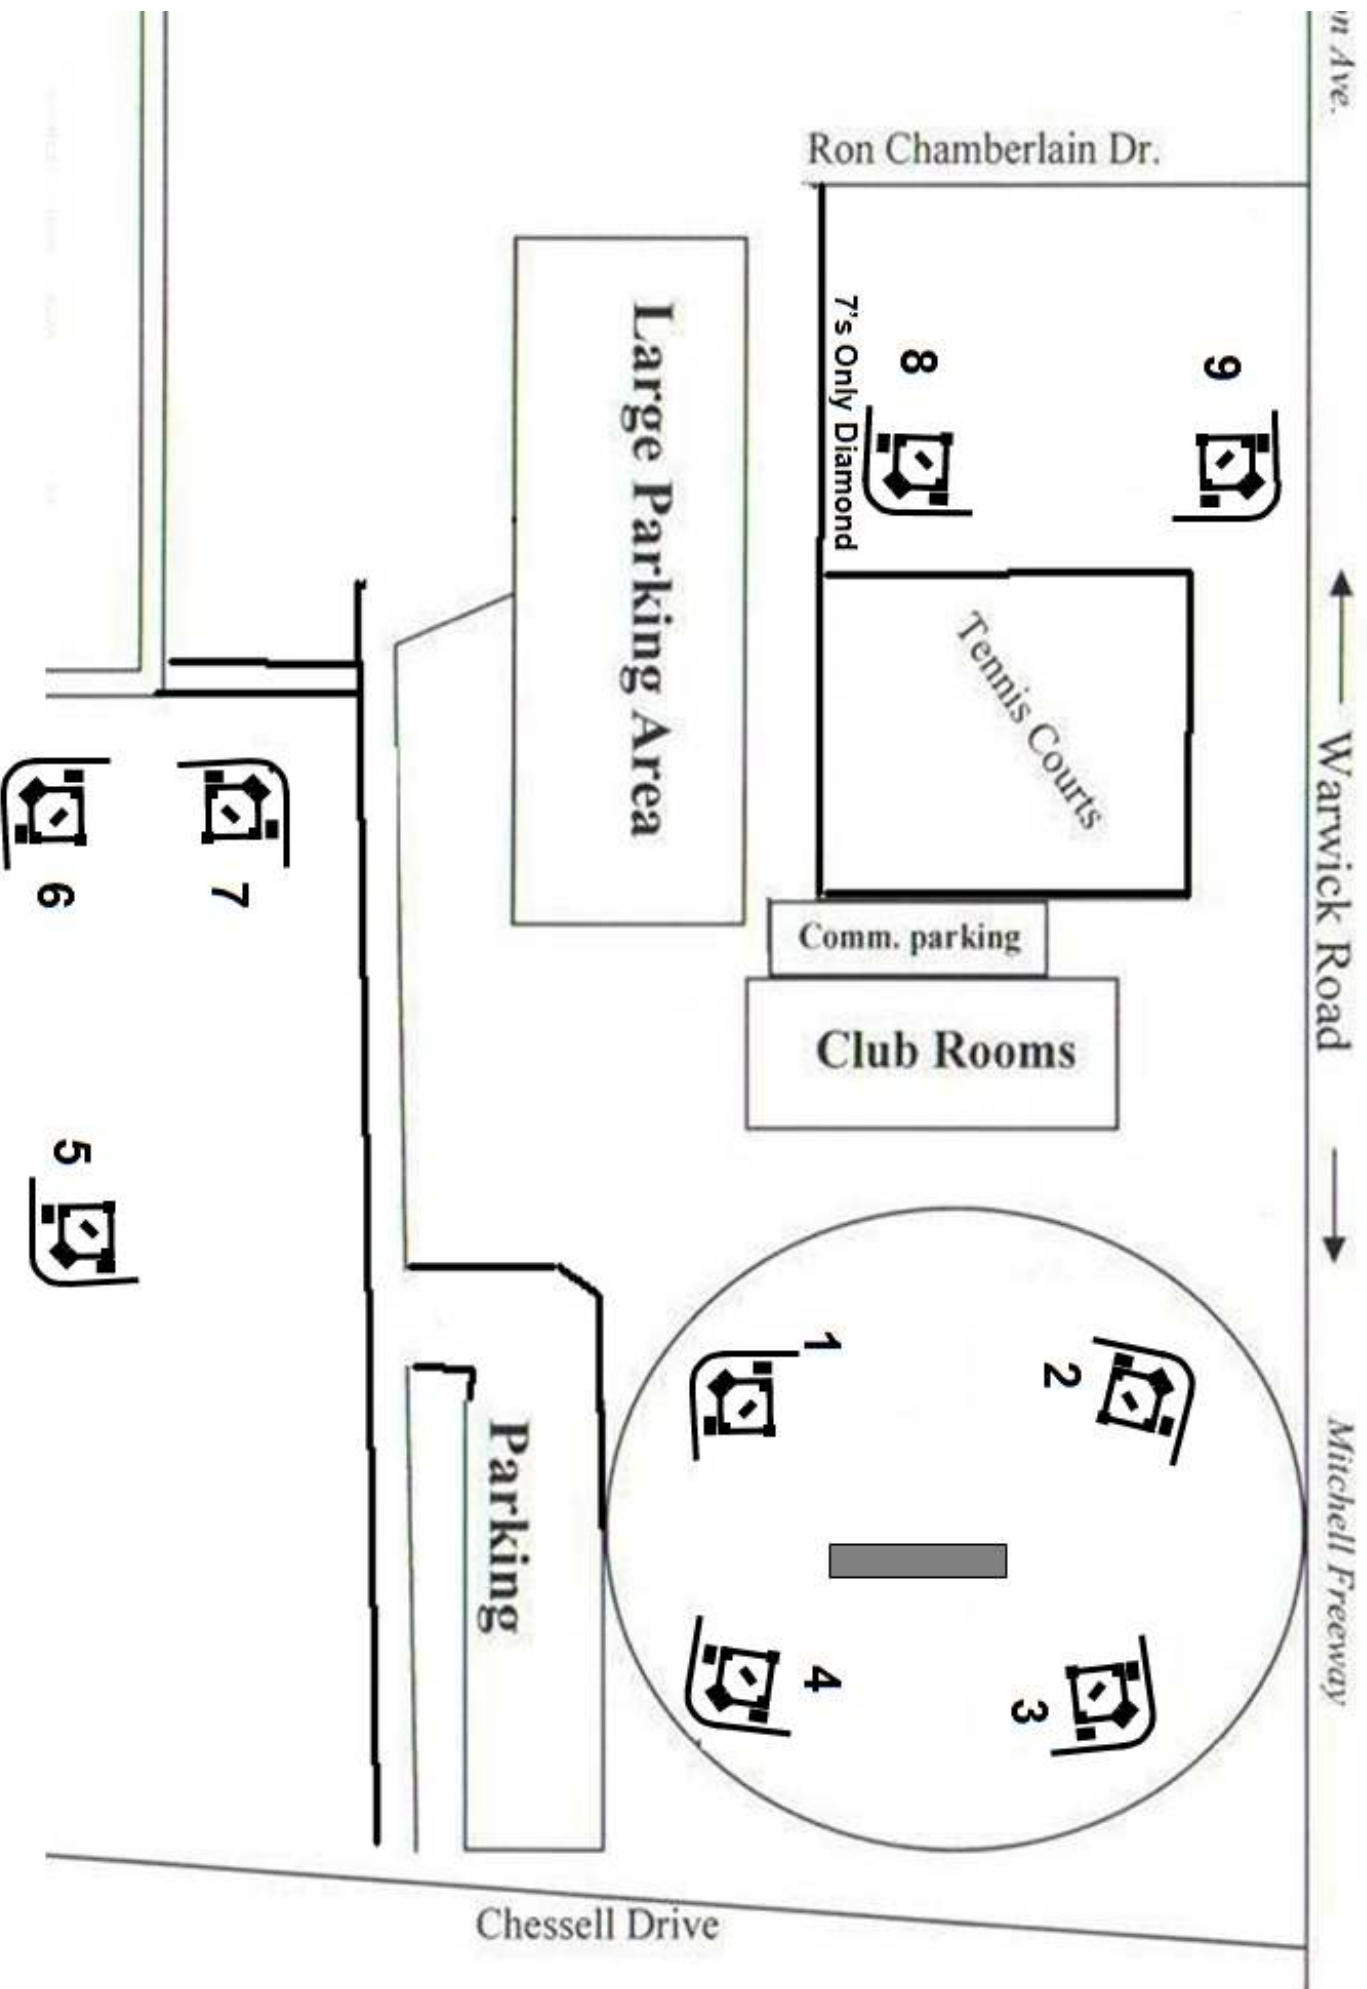 on Ave.
Ron Chamberlain Dr.
7's Only Diamond
8
9
Large Parking Area
Tennis Courts
Warwick Road
Comm. parking
Club Rooms
6
7
5
1
2
Mitchell Freeway
Parking
4
3
Chessell Drive